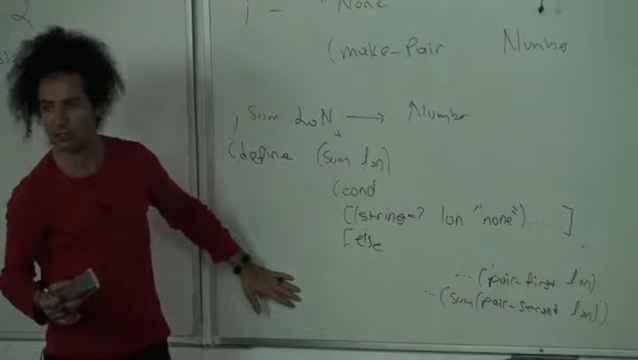 ; - "None
(make-Pair Number
; Sum LoN → Number
(define (sum lon)
(cond
[(string=? lon "none") ... ]
[else
... (pair-first lon)
... (sum (pair-second lon))